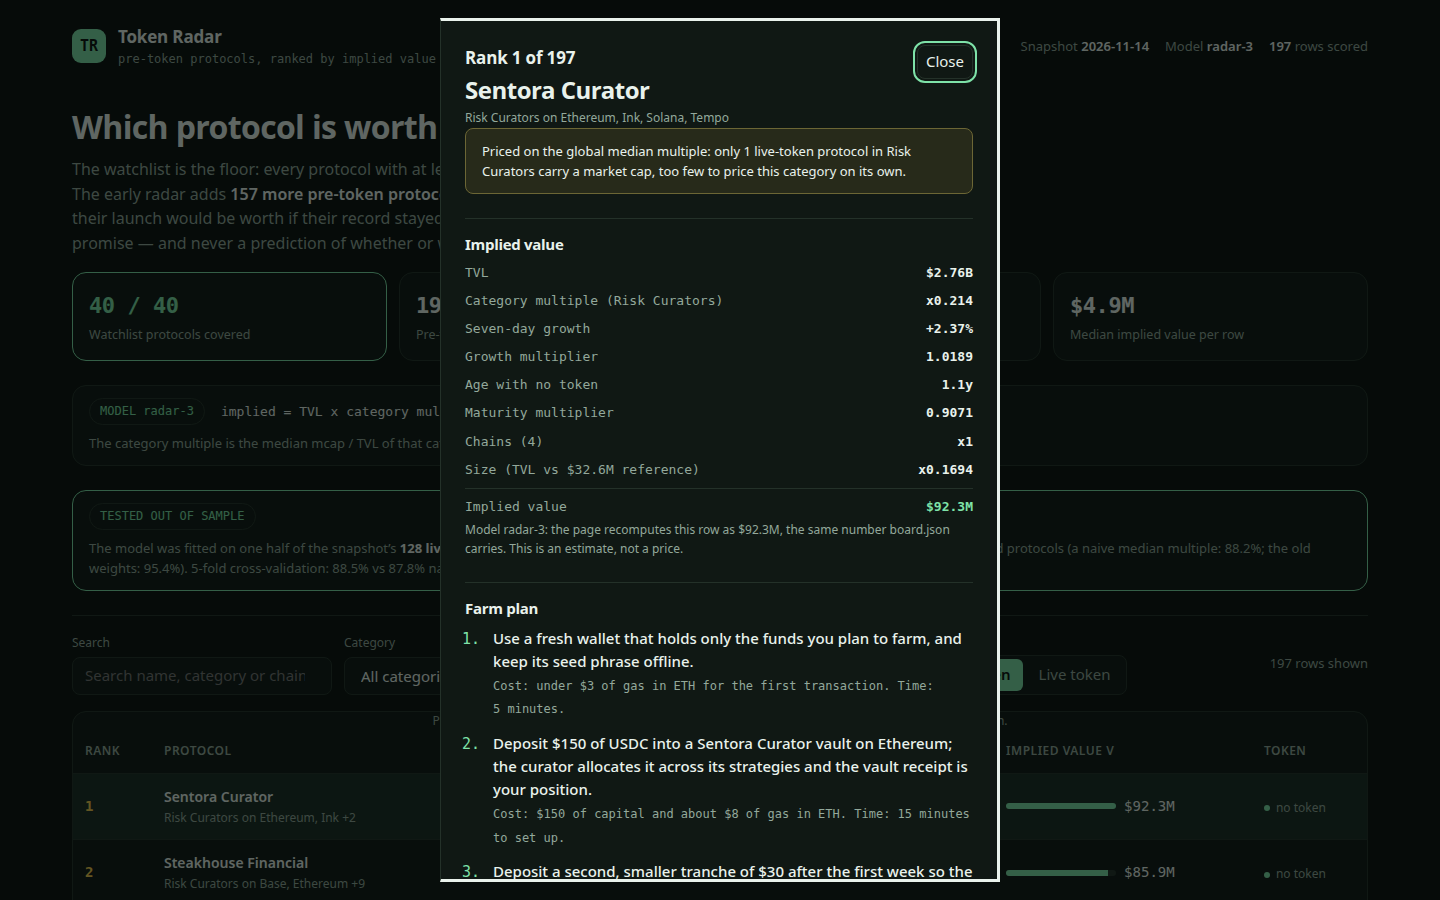 TR
Token Radar
pre-token protocols, ranked by implied value
Snapshot 2026-11-14 Model radar-3 197 rows scored
Which protocol is worth
The watchlist is the floor: every protocol with at le
The early radar adds 157 more pre-token protoc
their launch would be worth if their record stayed
promise — and never a prediction of whether or
40 / 40
Watchlist protocols covered
19
Pre-
$4.9M
Median implied value per row
MODEL radar-3 implied = TVL x category mul
The category multiple is the median mcap / TVL of that ca
TESTED OUT OF SAMPLE
The model was fitted on one half of the snapshot's 128 liv
d protocols (a naive median multiple: 88.2%; the old
weights: 95.4%). 5-fold cross-validation: 88.5% vs 87.8% na
Search
Category
Search name, category or chain
All categori
n
Live token
197 rows shown
P
n.
RANK PROTOCOL IMPLIED VALUE V TOKEN
1 Sentora Curator $92.3M no token
Risk Curators on Ethereum, Ink +2
2 Steakhouse Financial $85.9M no token
Risk Curators on Base, Ethereum +9
Rank 1 of 197
Close
Sentora Curator
Risk Curators on Ethereum, Ink, Solana, Tempo
Priced on the global median multiple: only 1 live-token protocol in Risk
Curators carry a market cap, too few to price this category on its own.
Implied value
TVL $2.76B
Category multiple (Risk Curators) x0.214
Seven-day growth +2.37%
Growth multiplier 1.0189
Age with no token 1.1y
Maturity multiplier 0.9071
Chains (4) x1
Size (TVL vs $32.6M reference) x0.1694
Implied value $92.3M
Model radar-3: the page recomputes this row as $92.3M, the same number board.json
carries. This is an estimate, not a price.
Farm plan
1. Use a fresh wallet that holds only the funds you plan to farm, and
keep its seed phrase offline.
Cost: under $3 of gas in ETH for the first transaction. Time:
5 minutes.
2. Deposit $150 of USDC into a Sentora Curator vault on Ethereum;
the curator allocates it across its strategies and the vault receipt is
your position.
Cost: $150 of capital and about $8 of gas in ETH. Time: 15 minutes
to set up.
3. Deposit a second, smaller tranche of $30 after the first week so the